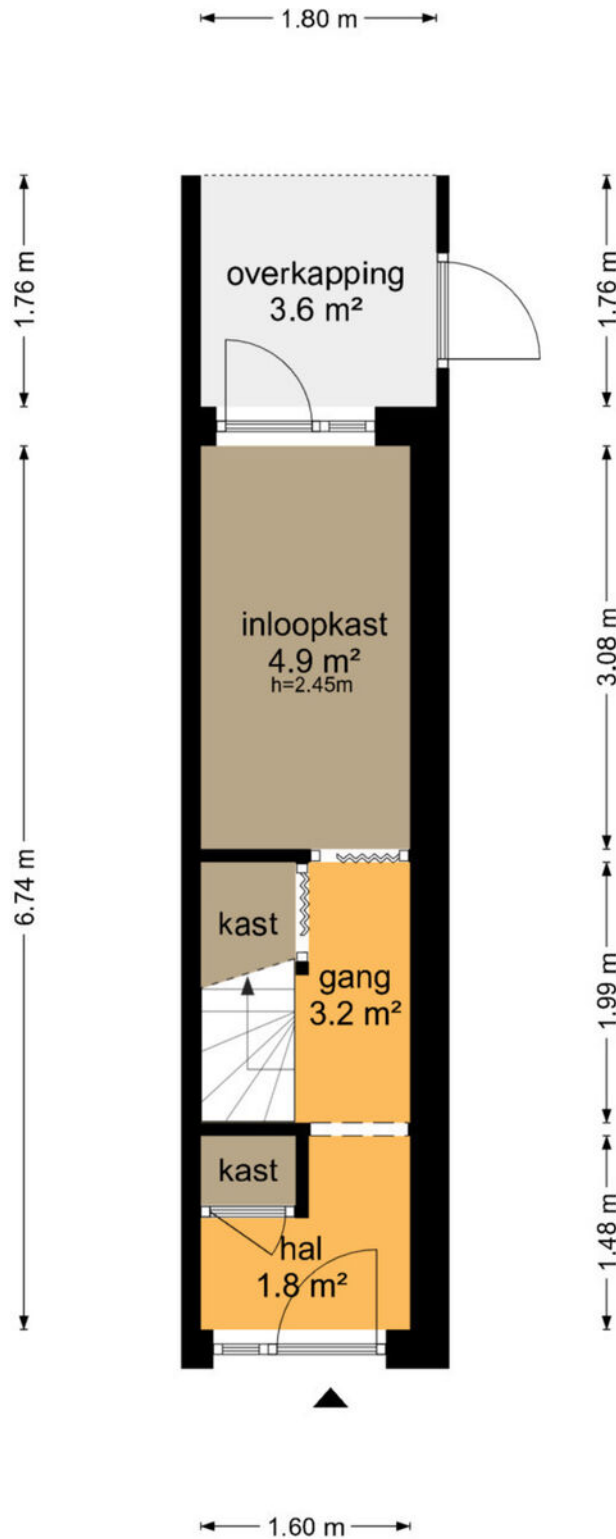 1.80 m
1.76 m
1.76 m
overkapping
3.6 m²
inloopkast
4.9 m²
h=2.45m
3.08 m
6.74 m
kast
gang
3.2 m²
1.99 m
kast
hal
1.8 m²
1.48 m
1.60 m